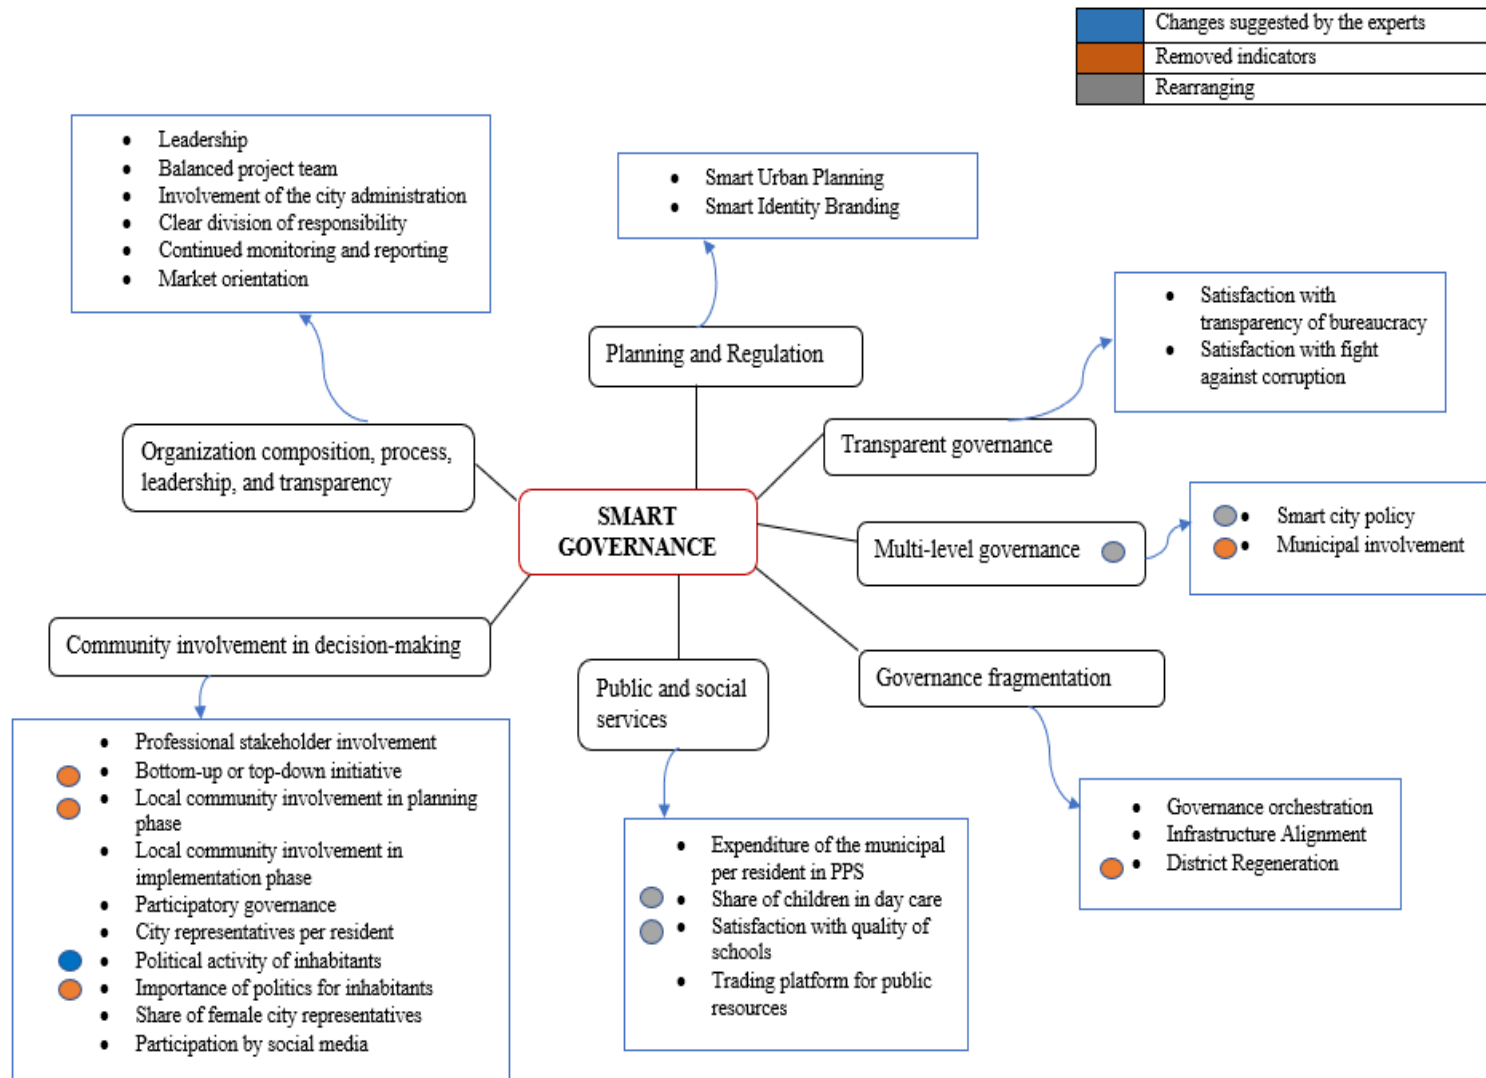 Changes suggested by the experts
Removed indicators
Rearranging
• Leadership
• Balanced project team
• Involvement of the city administration
• Clear division of responsibility
• Continued monitoring and reporting
• Market orientation
• Smart Urban Planning
• Smart Identity Branding
• Satisfaction with
transparency of bureaucracy
• Satisfaction with fight
against corruption
Planning and Regulation
Organization composition, process,
leadership, and transparency
Transparent governance
SMART
GOVERNANCE
Multi-level governance
• Smart city policy
• Municipal involvement
Community involvement in decision-making
Public and social
services
Governance fragmentation
• Professional stakeholder involvement
• Bottom-up or top-down initiative
• Local community involvement in planning
phase
• Local community involvement in
implementation phase
• Participatory governance
• City representatives per resident
• Political activity of inhabitants
• Importance of politics for inhabitants
• Share of female city representatives
• Participation by social media
• Expenditure of the municipal
per resident in PPS
• Share of children in day care
• Satisfaction with quality of
schools
• Trading platform for public
resources
• Governance orchestration
• Infrastructure Alignment
• District Regeneration